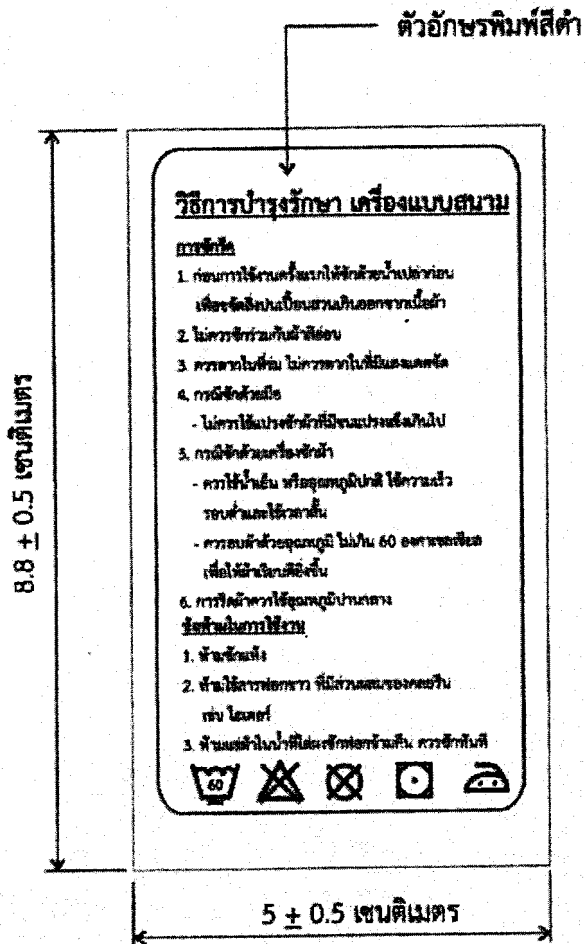 ตัวอักษรพิมพ์สีดำ
วิธีการบำรุงรักษา เครื่องแบบสนาม
การซักรีด
1. ก่อนการใช้งานครั้งแรกให้ซักด้วยน้ำเปล่าก่อน
เพื่อขจัดสิ่งปนเปื้อนส่วนเกินออกจากเนื้อผ้า
2. ไม่ควรซักร่วมกับผ้าสีอ่อน
3. ควรตากในที่ร่ม ไม่ควรตากในที่มีแสงแดดจัด
4. กรณีซักด้วยมือ
- ไม่ควรใช้แปรงซักผ้าที่มีขนแปรงแข็งเกินไป
5. กรณีซักด้วยเครื่องซักผ้า
- ควรใช้น้ำเย็น หรืออุณหภูมิปกติ ใช้ความเร็ว
รอบต่ำและใช้เวลาสั้น
- ควรอบผ้าด้วยอุณหภูมิ ไม่เกิน 60 องศาเซลเซียส
เพื่อให้ผ้าเรียบดียิ่งขึ้น
6. การรีดผ้าควรใช้อุณหภูมิปานกลาง
ข้อห้ามในการใช้งาน
1. ห้ามซักแห้ง
2. ห้ามใช้สารฟอกขาว ที่มีส่วนผสมของคลอรีน
เช่น ไฮเตอร์
3. ห้ามแช่ผ้าในน้ำที่ใส่ผงซักฟอกข้ามคืน ควรซักทันที
60
8.8 ± 0.5 เซนติเมตร
5 ± 0.5 เซนติเมตร